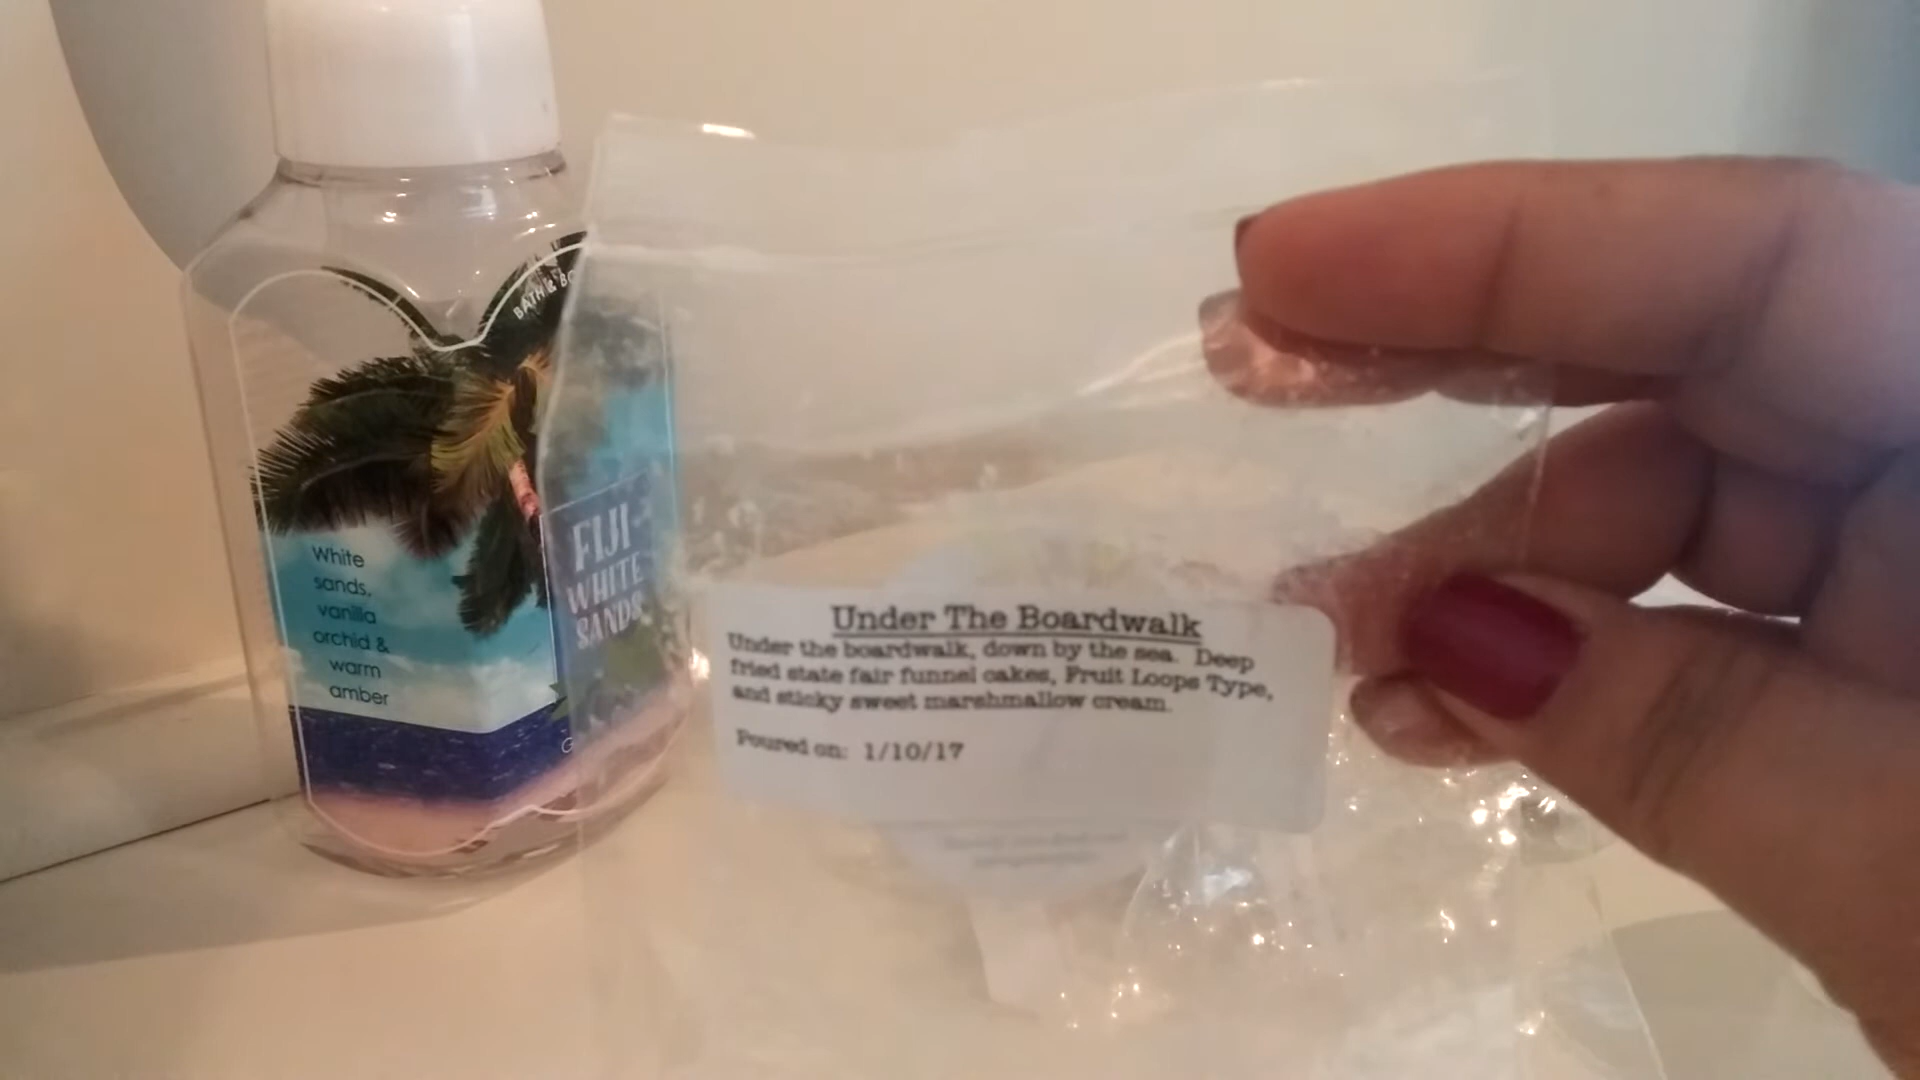 BATH & BO
White
sands,
vanilla
orchid &
warm
amber
FIJI
WHITE
SANDS
Under The Boardwalk
Under the boardwalk, down by the sea. Deep
fried state fair funnel cakes, Fruit Loops Type,
and sticky sweet marshmallow cream.
Poured on: 1/10/17